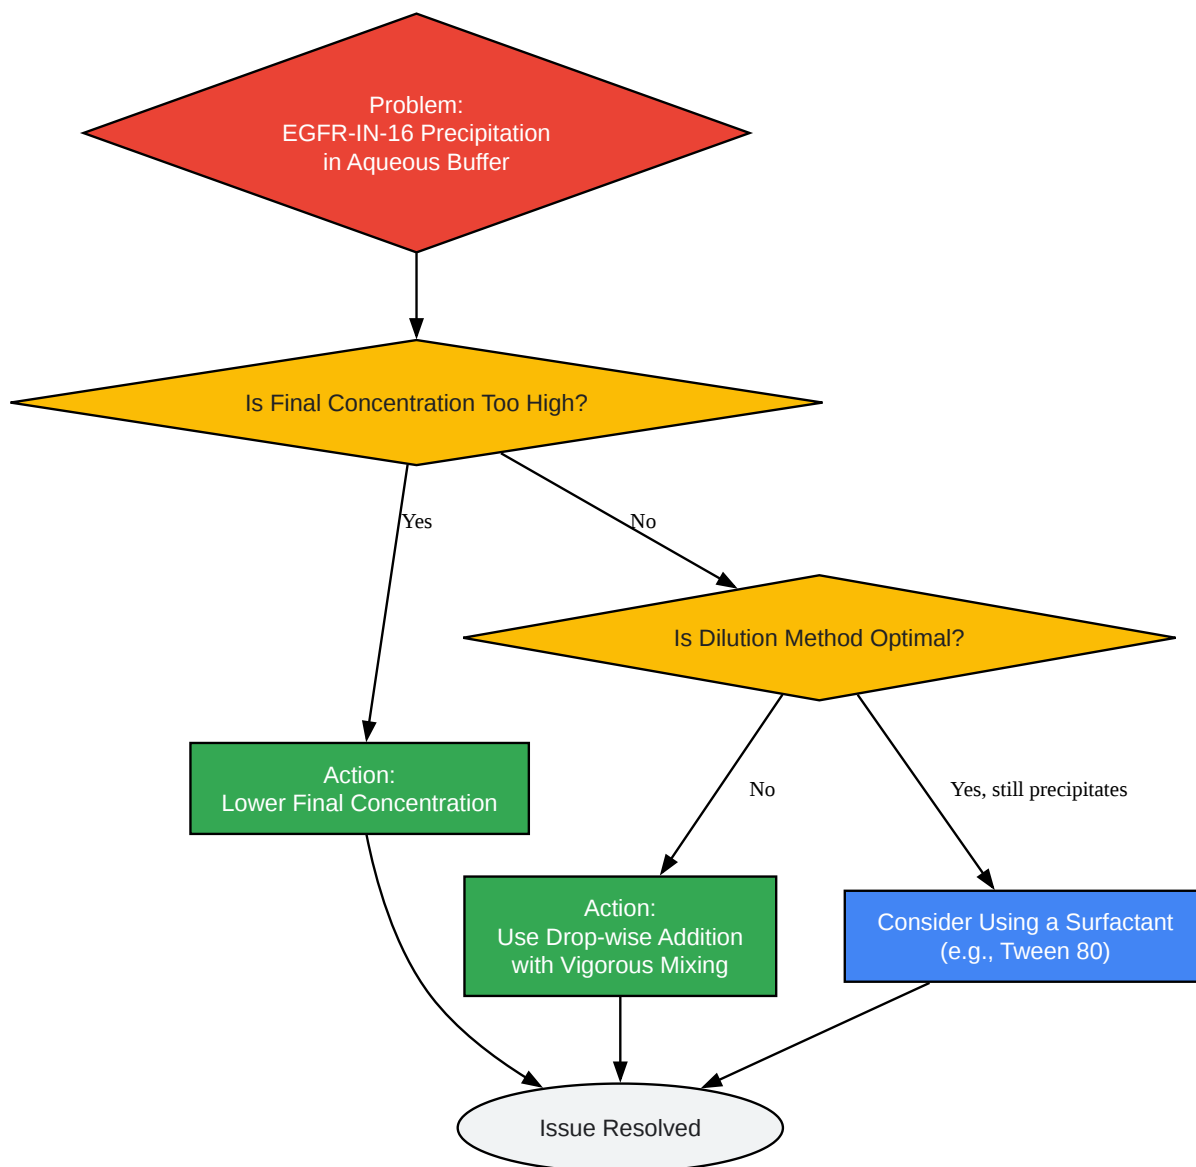 Problem:
EGFR-IN-16 Precipitation
in Aqueous Buffer
Is Final Concentration Too High?
Yes
No
Is Dilution Method Optimal?
Action:
Lower Final Concentration
No
Yes, still precipitates
Action:
Use Drop-wise Addition
with Vigorous Mixing
Consider Using a Surfactant
(e.g., Tween 80)
Issue Resolved